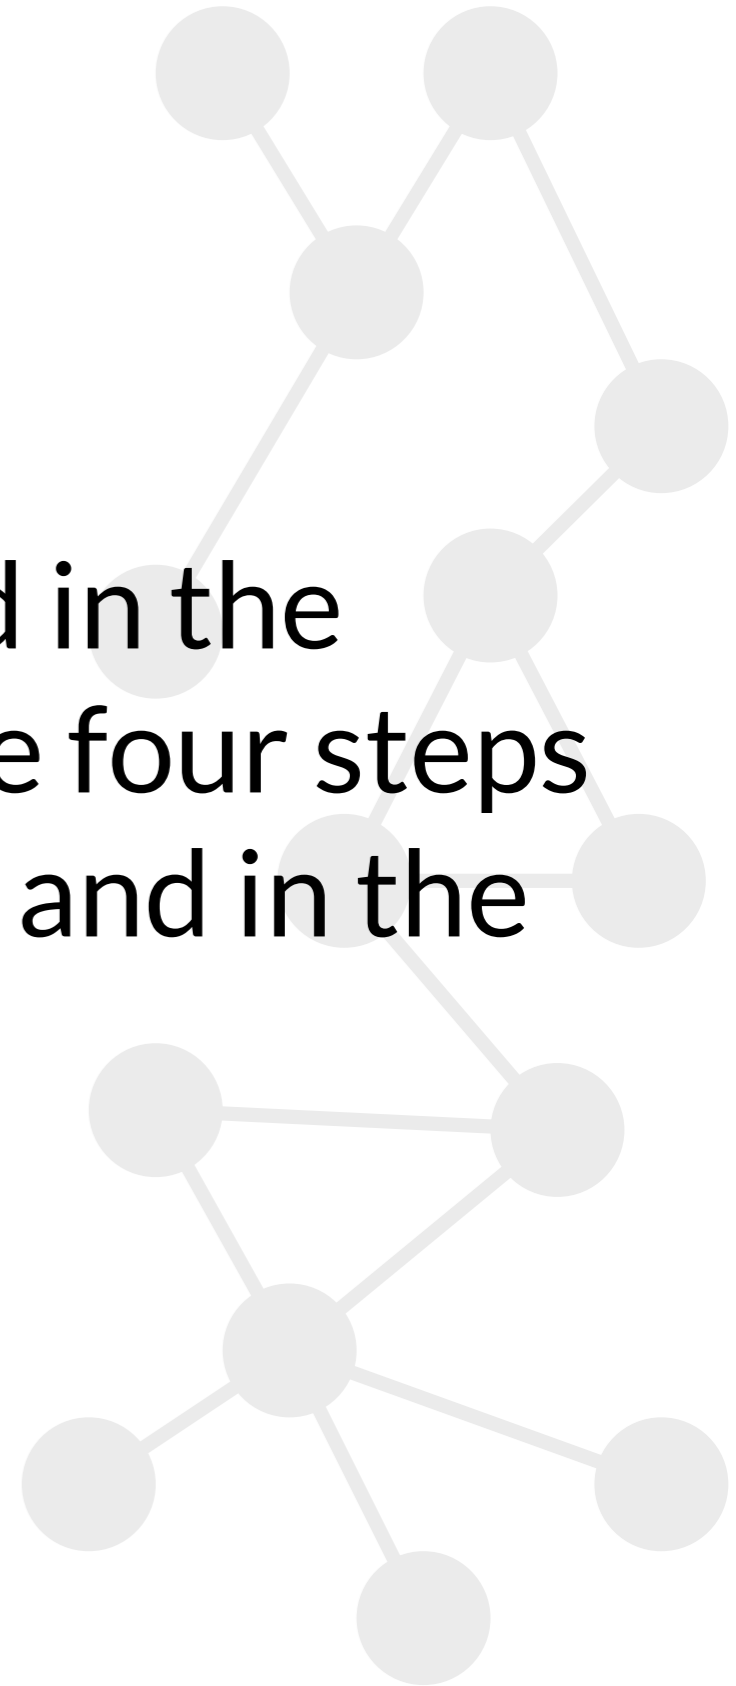 in the
four steps
and in the